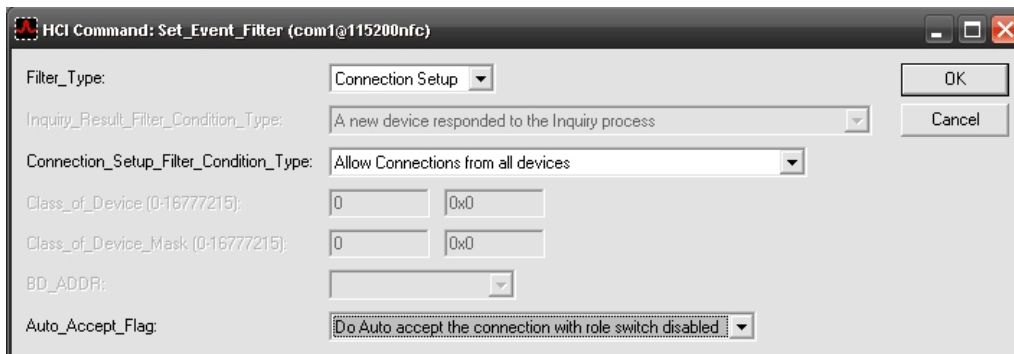 HCI Command: Set_Event_Filter (com1@115200nfc)
Filter_Type: Connection Setup OK
Inquiry_Result_Filter_Condition_Type: A new device responded to the Inquiry process Cancel
Connection_Setup_Filter_Condition_Type: Allow Connections from all devices
Class_of_Device (0-16777215): 0 0x0
Class_of_Device_Mask (0-16777215): 0 0x0
BD_ADDR:
Auto_Accept_Flag: Do Auto accept the connection with role switch disabled